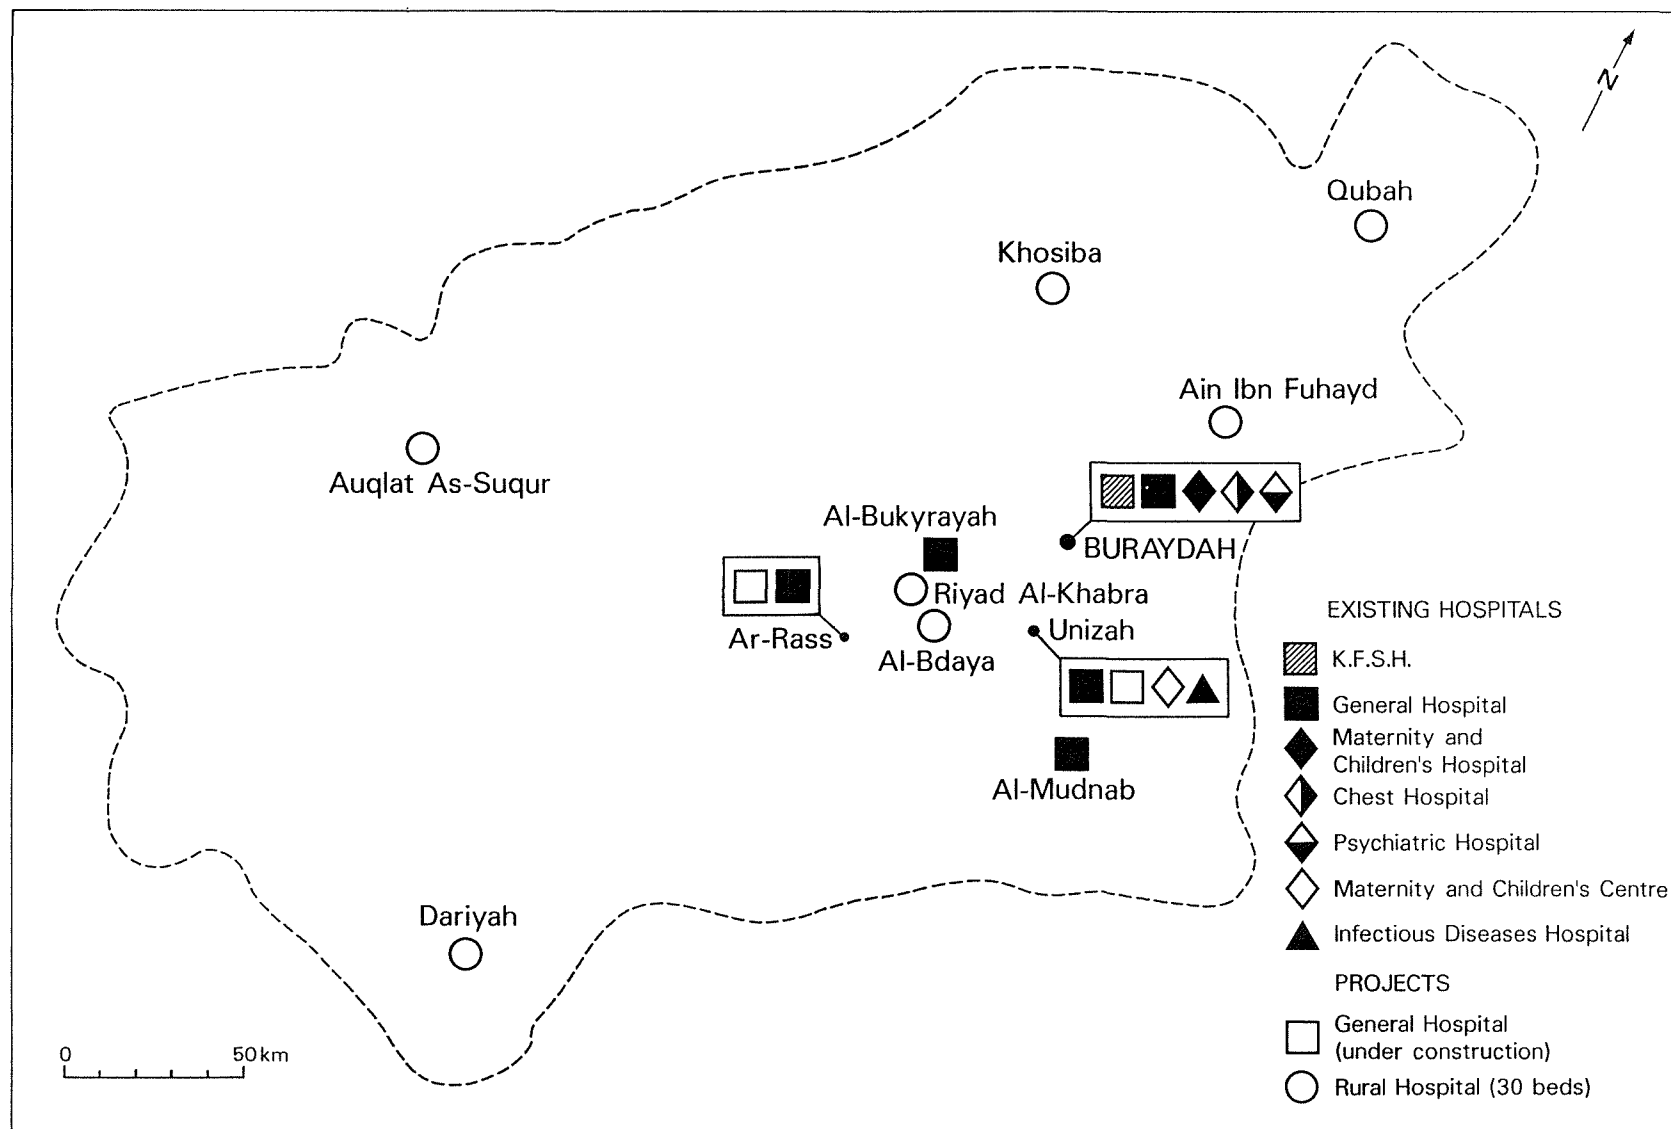 N
Qubah
Khosiba
Ain Ibn Fuhayd
Auqlat As-Suqur
Al-Bukyrayah
BURAYDAH
Riyad Al-Khabra
Ar-Rass
Unizah
Al-Bdaya
Al-Mudnab
Dariyah
0 50 km
EXISTING HOSPITALS
K.F.S.H.
General Hospital
Maternity and
Children's Hospital
Chest Hospital
Psychiatric Hospital
Maternity and Children's Centre
Infectious Diseases Hospital
PROJECTS
General Hospital
(under construction)
Rural Hospital (30 beds)